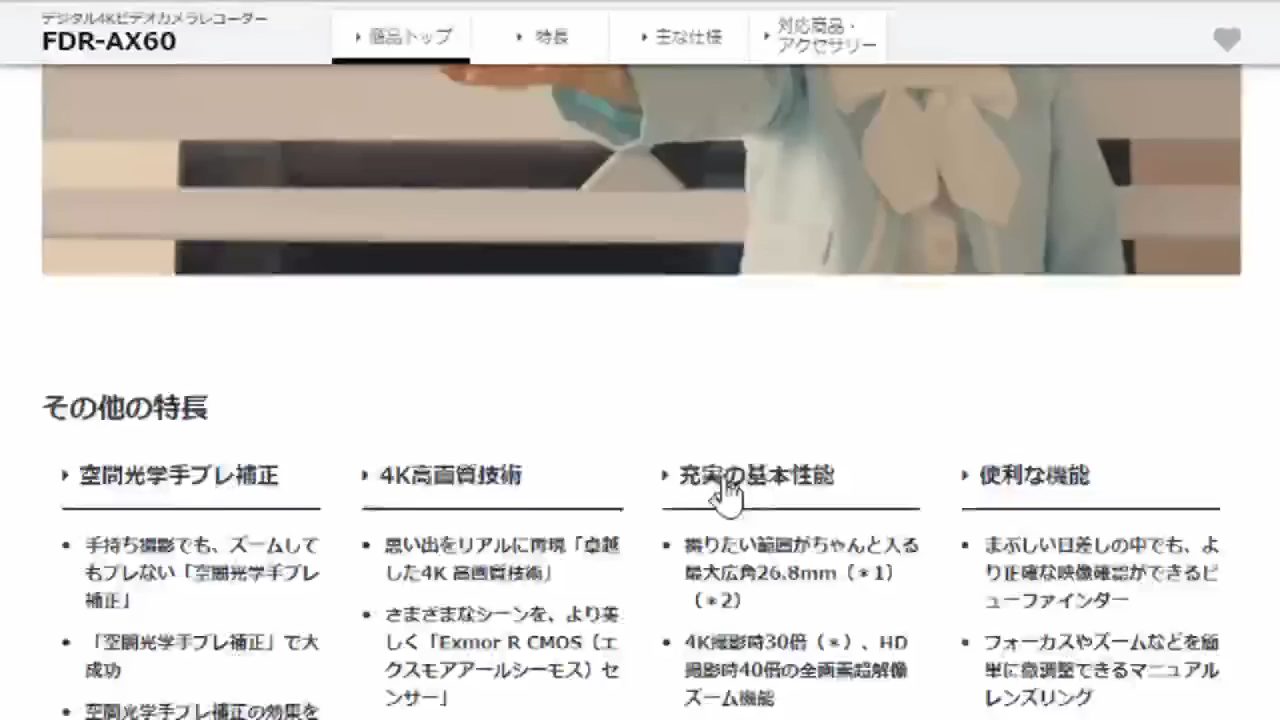 デジタル4Kビデオカメラレコーダー
FDR-AX60
商品トップ
特長
主な仕様
対応商品・
アクセサリー
その他の特長
空間光学手ブレ補正
手持ち撮影でも、ズームして
もブレない「空間光学手ブレ
補正」
「空間光学手ブレ補正」で大
成功
空間光学手ブレ補正の効果を
4K高画質技術
思い出をリアルに再現「卓越
した4K 高画質技術」
さまざまなシーンを、より美
しく「Exmor R CMOS（エ
クスモアアールシーモス）セ
ンサー」
充実の基本性能
撮りたい範囲がちゃんと入る
最大広角26.8mm（＊1）
（＊2）
4K撮影時30倍（＊）、HD
撮影時40倍の全画素超解像
ズーム機能
便利な機能
まぶしい日差しの中でも、よ
り正確な映像確認ができるビ
ューファインダー
フォーカスやズームなどを簡
単に微調整できるマニュアル
レンズリング